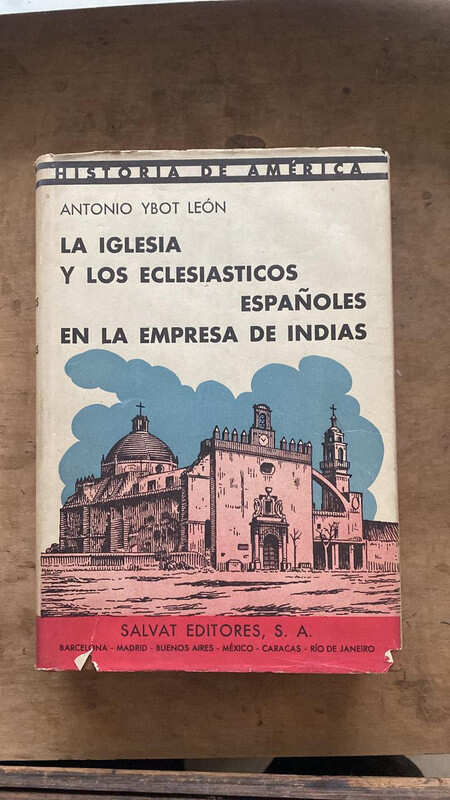 HISTORIA DE AMÉRICA
ANTONIO YBOT LEÓN
LA IGLESIA
Y LOS ECLESIASTICOS
ESPAÑOLES
EN LA EMPRESA DE INDIAS
SALVAT EDITORES, S. A.
BARCELONA - MADRID - BUENOS AIRES - MÉXICO - CARACAS - RÍO DE JANEIRO